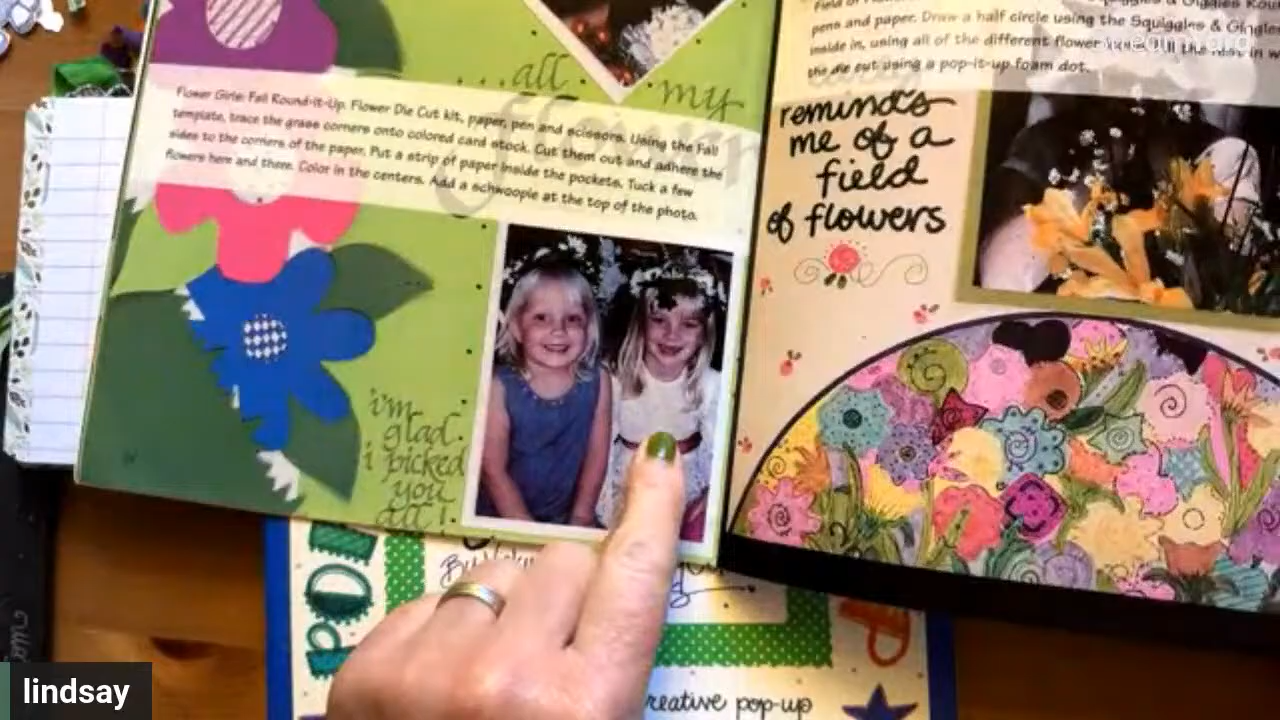 pens and paper. Draw a half circle using the Squiggles & Giggles
inside in, using all of the different flower
the die cut using a pop-it-up foam dot.
...all my
Flower Girls: Fall Round-it-Up. Flower Die Cut kit, paper, pen and scissors. Using the Fall
template, trace the grass corners onto colored card stock. Cut them out and adhere the
sides to the corners of the paper. Put a strip of paper inside the pockets. Tuck a few
flowers here and there. Color in the centers. Add a schwoopie at the top of the photo.
reminds
me of a
field
of flowers
i'm
glad
i picked
you
all!
POP
creative pop-up
lindsay